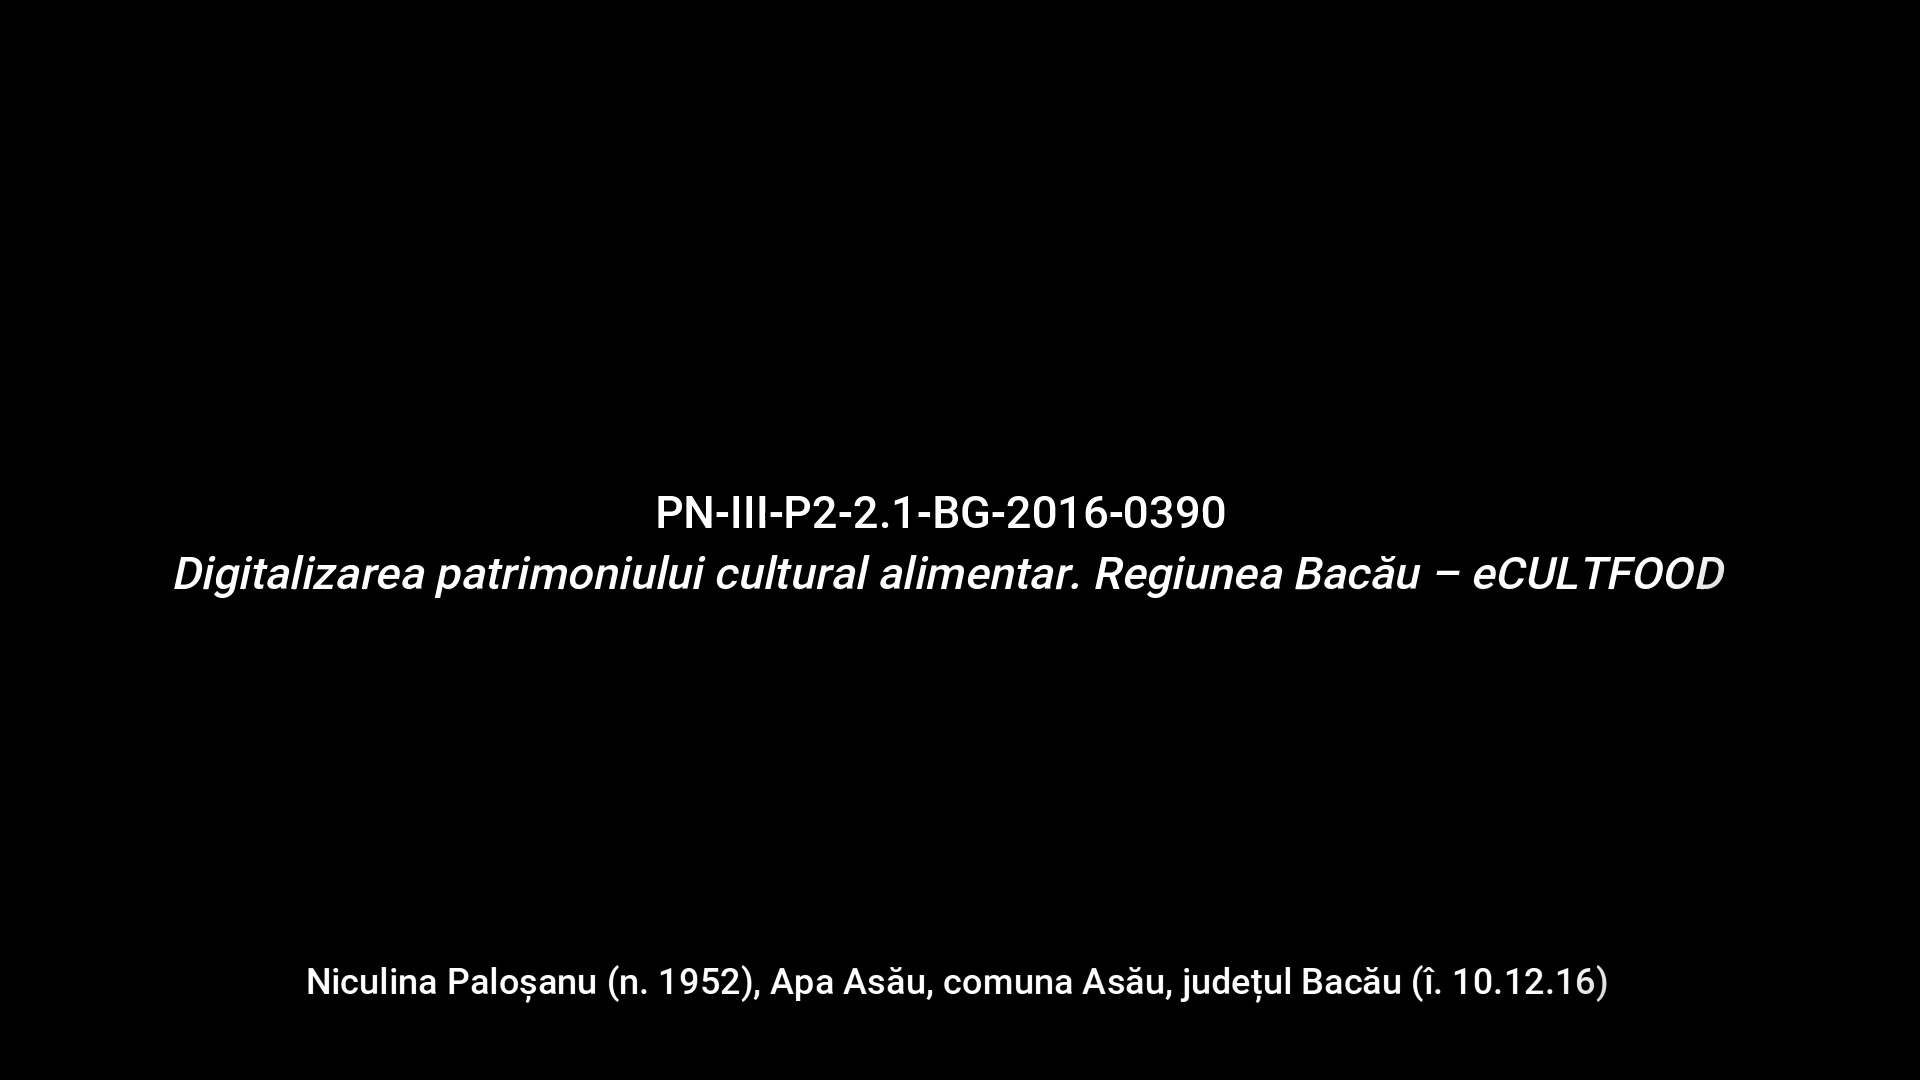 PN-III-P2-2.1-BG-2016-0390
Digitalizarea patrimoniului cultural alimentar. Regiunea Bacău – eCULTFOOD
Niculina Paloșanu (n. 1952), Apa Asău, comuna Asău, județul Bacău (î. 10.12.16)